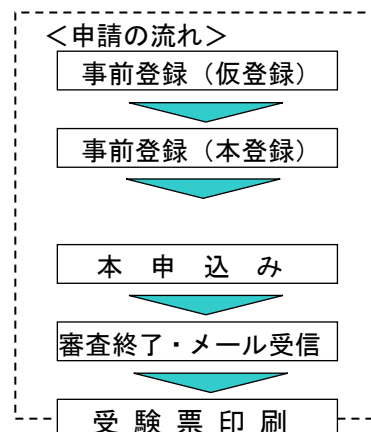 ＜申請の流れ＞
事前登録（仮登録）
事前登録（本登録）
本　申　込　み
審査終了・メール受信
受 験 票 印 刷